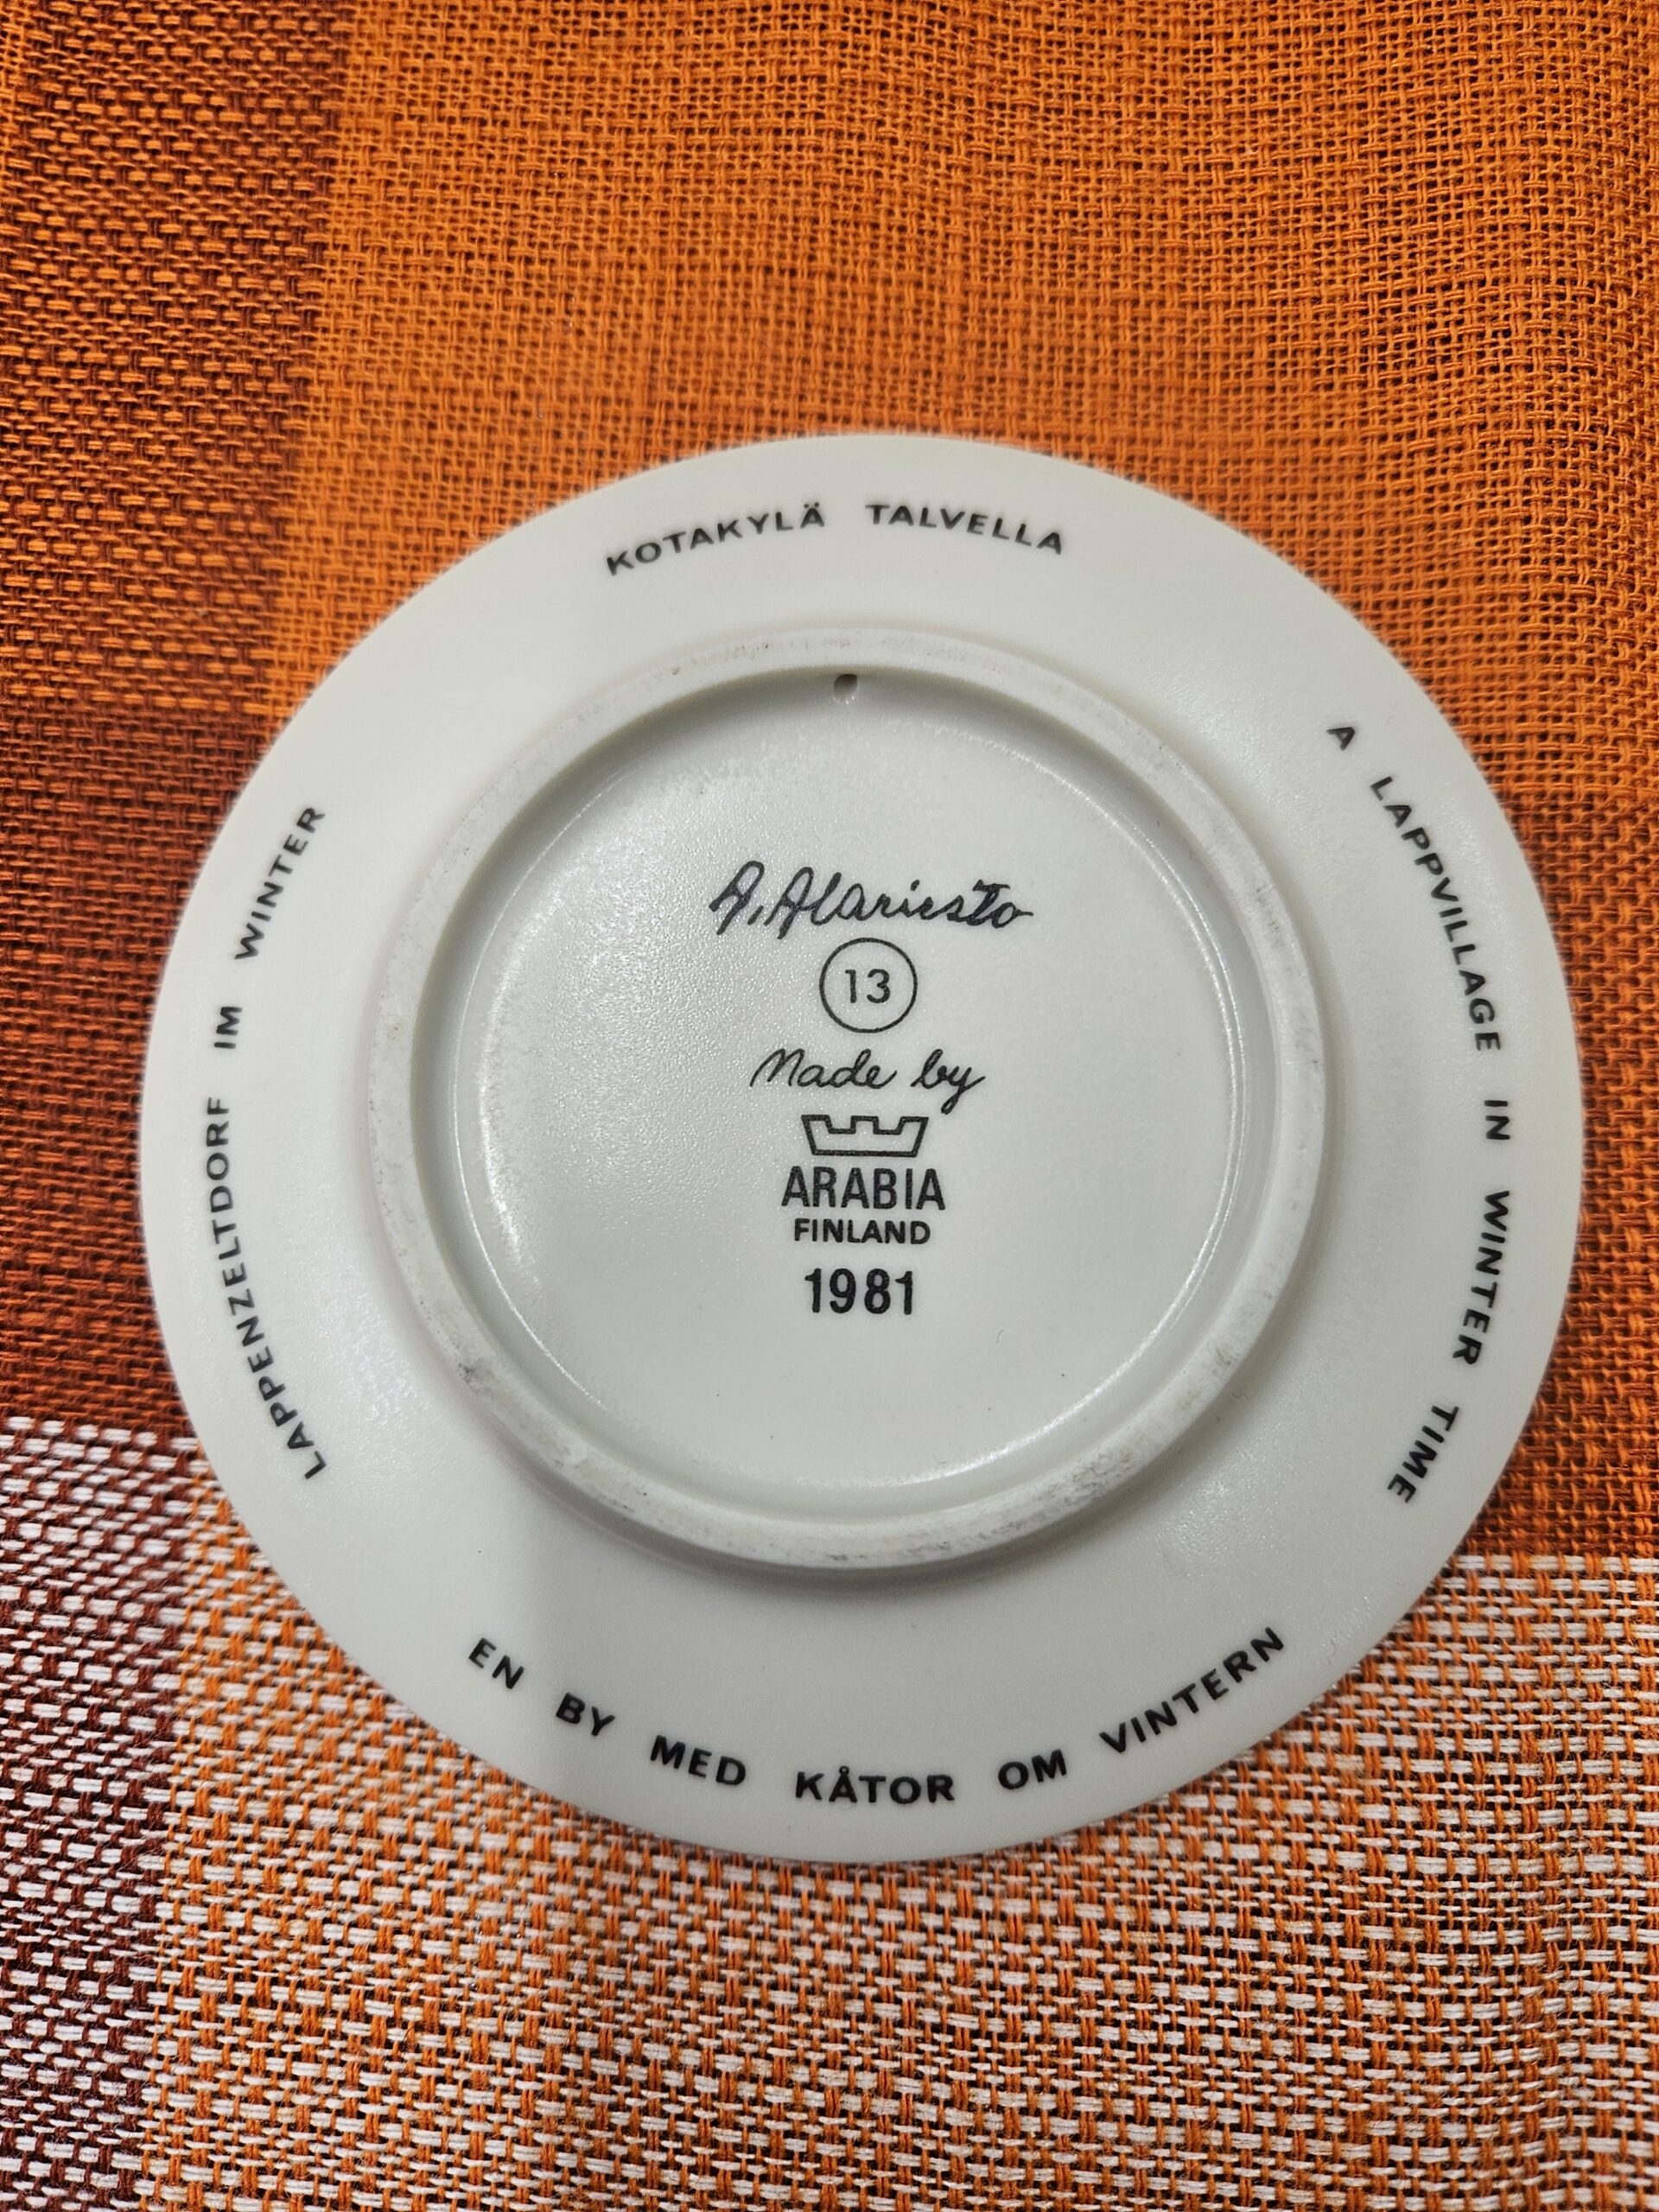 KOTAKYLÄ TALVELLA
A LAPPVILLAGE IN WINTER TIME
EN BY MED KÅTOR OM VINTERN
LAPPENZELTDORF IM WINTER
A. Alariesto
13
Made by
ARABIA
FINLAND
1981